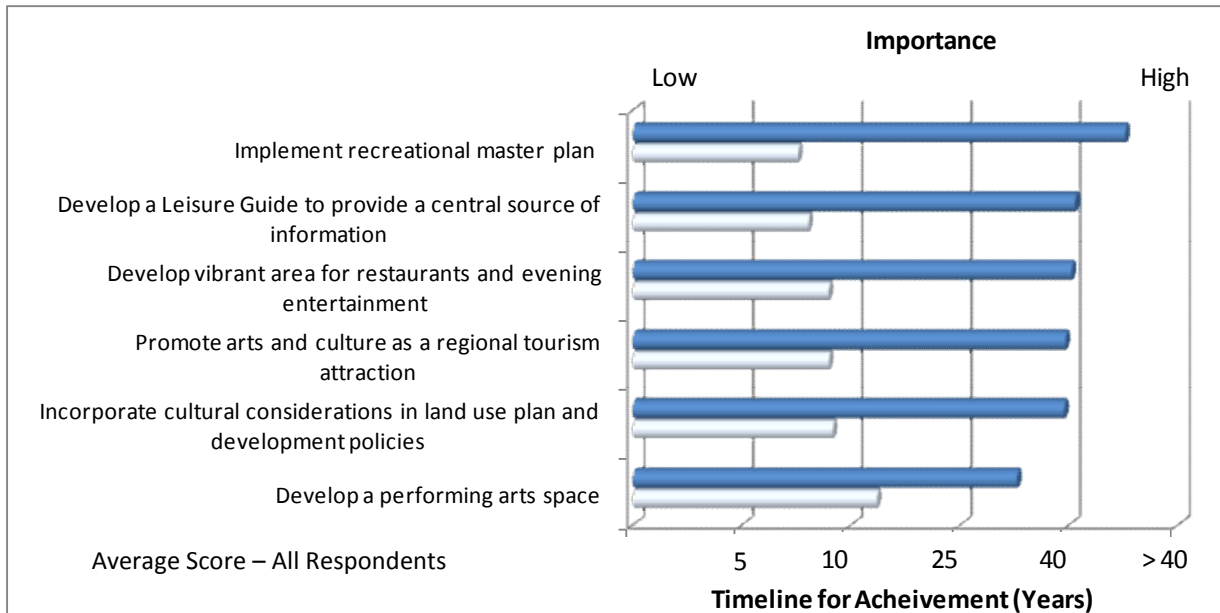 Importance
Low High
Implement recreational master plan
Develop a Leisure Guide to provide a central source of
information
Develop vibrant area for restaurants and evening
entertainment
Promote arts and culture as a regional tourism
attraction
Incorporate cultural considerations in land use plan and
development policies
Develop a performing arts space
Average Score – All Respondents 5 10 25 40 > 40
Timeline for Acheivement (Years)